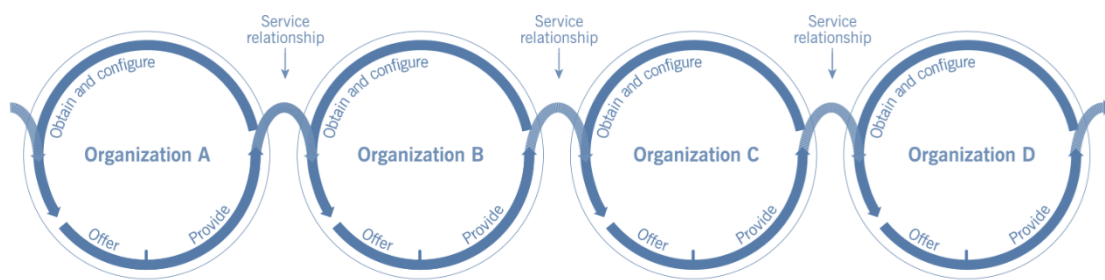 Service
relationship
Service
relationship
Service
relationship
Obtain and configure
Organization A
Offer
Provide
Obtain and configure
Organization B
Offer
Provide
Obtain and configure
Organization C
Offer
Provide
Obtain and configure
Organization D
Offer
Provide